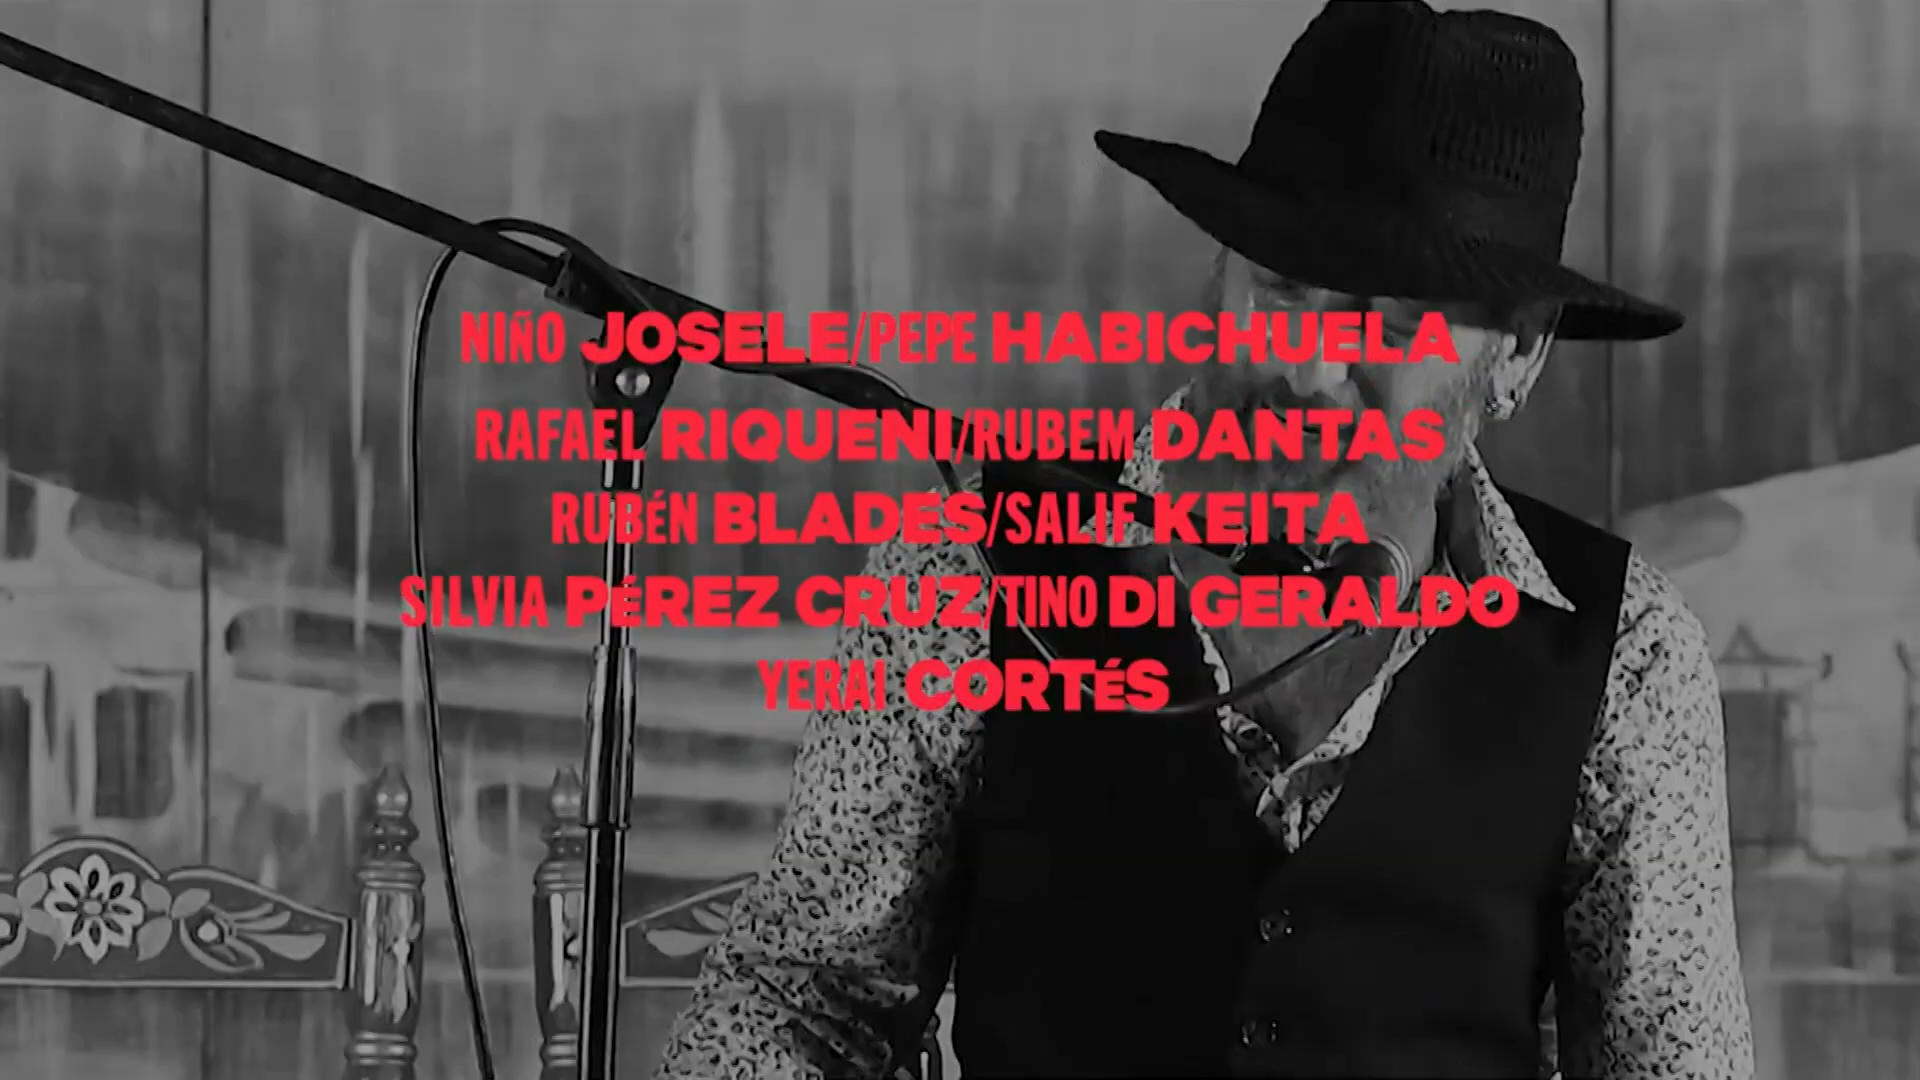 NIÑO JOSELE/PEPE HABICHUELA
RAFAEL RIQUENI/RUBEM DANTAS
RUBÉN BLADES/SALIF KEITA
SILVIA PÉREZ CRUZ/TINO DI GERALDO
YERAI CORTÉS